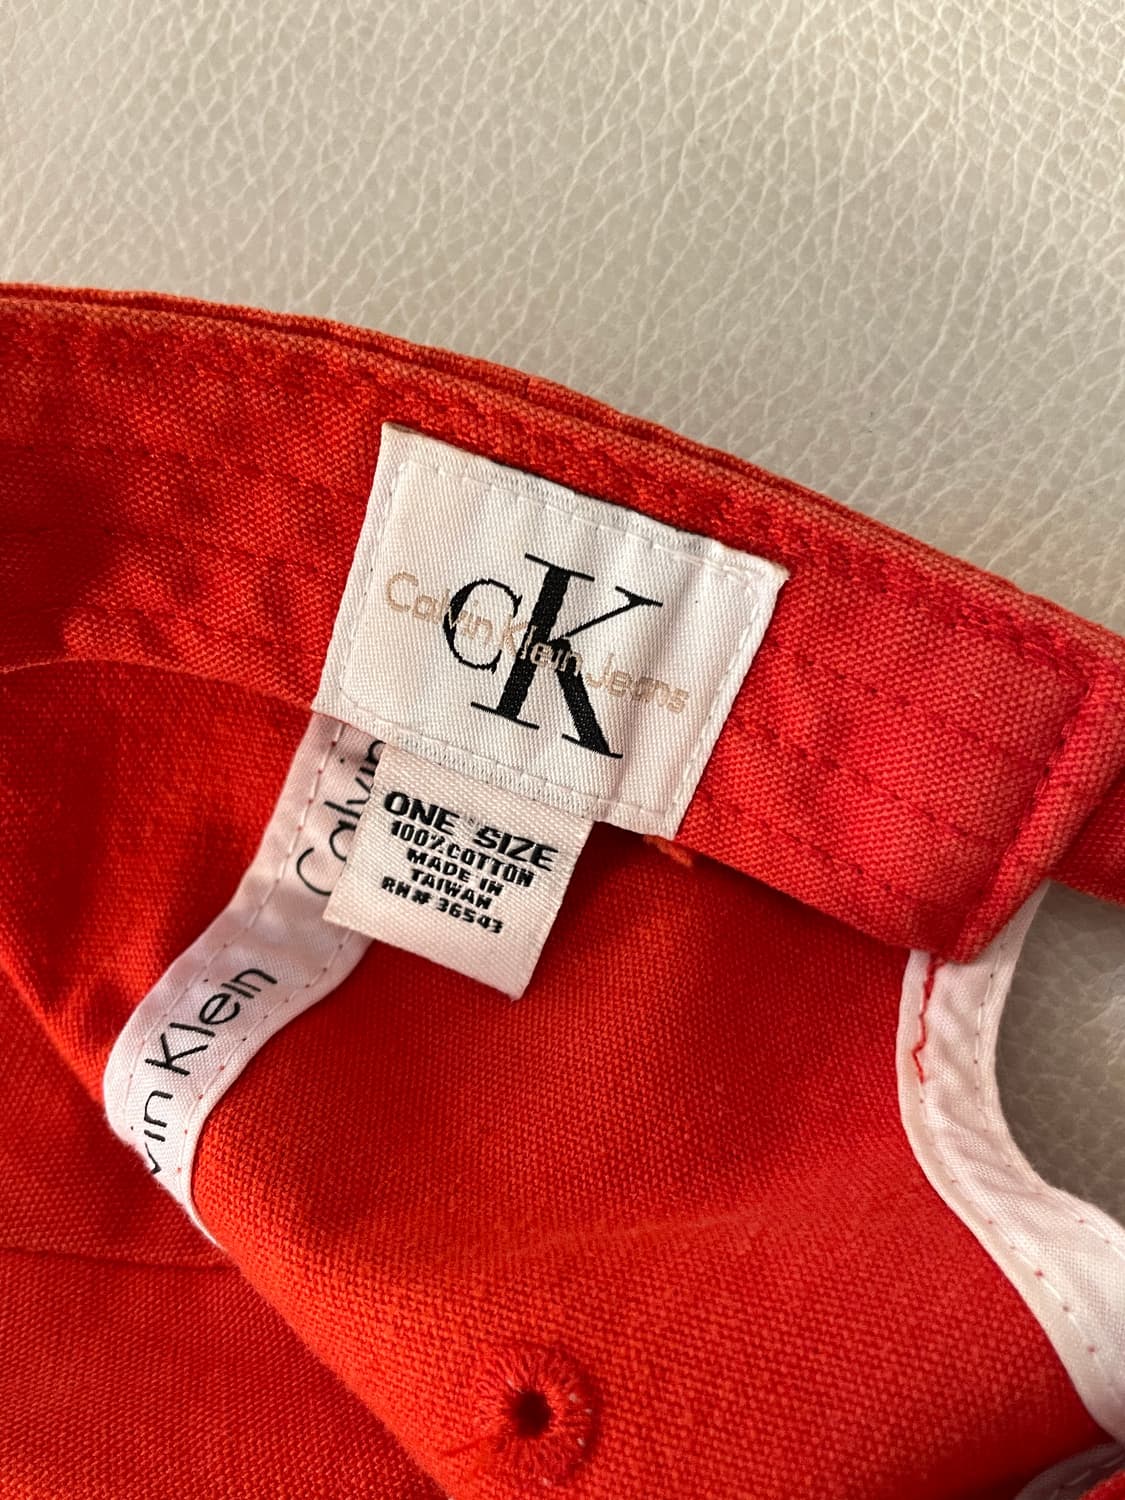 cK
Calvin Klein Jeans
ONE SIZE
100% COTTON
MADE IN
TAIWAN
RN# 36543
Calvin
vin Klein